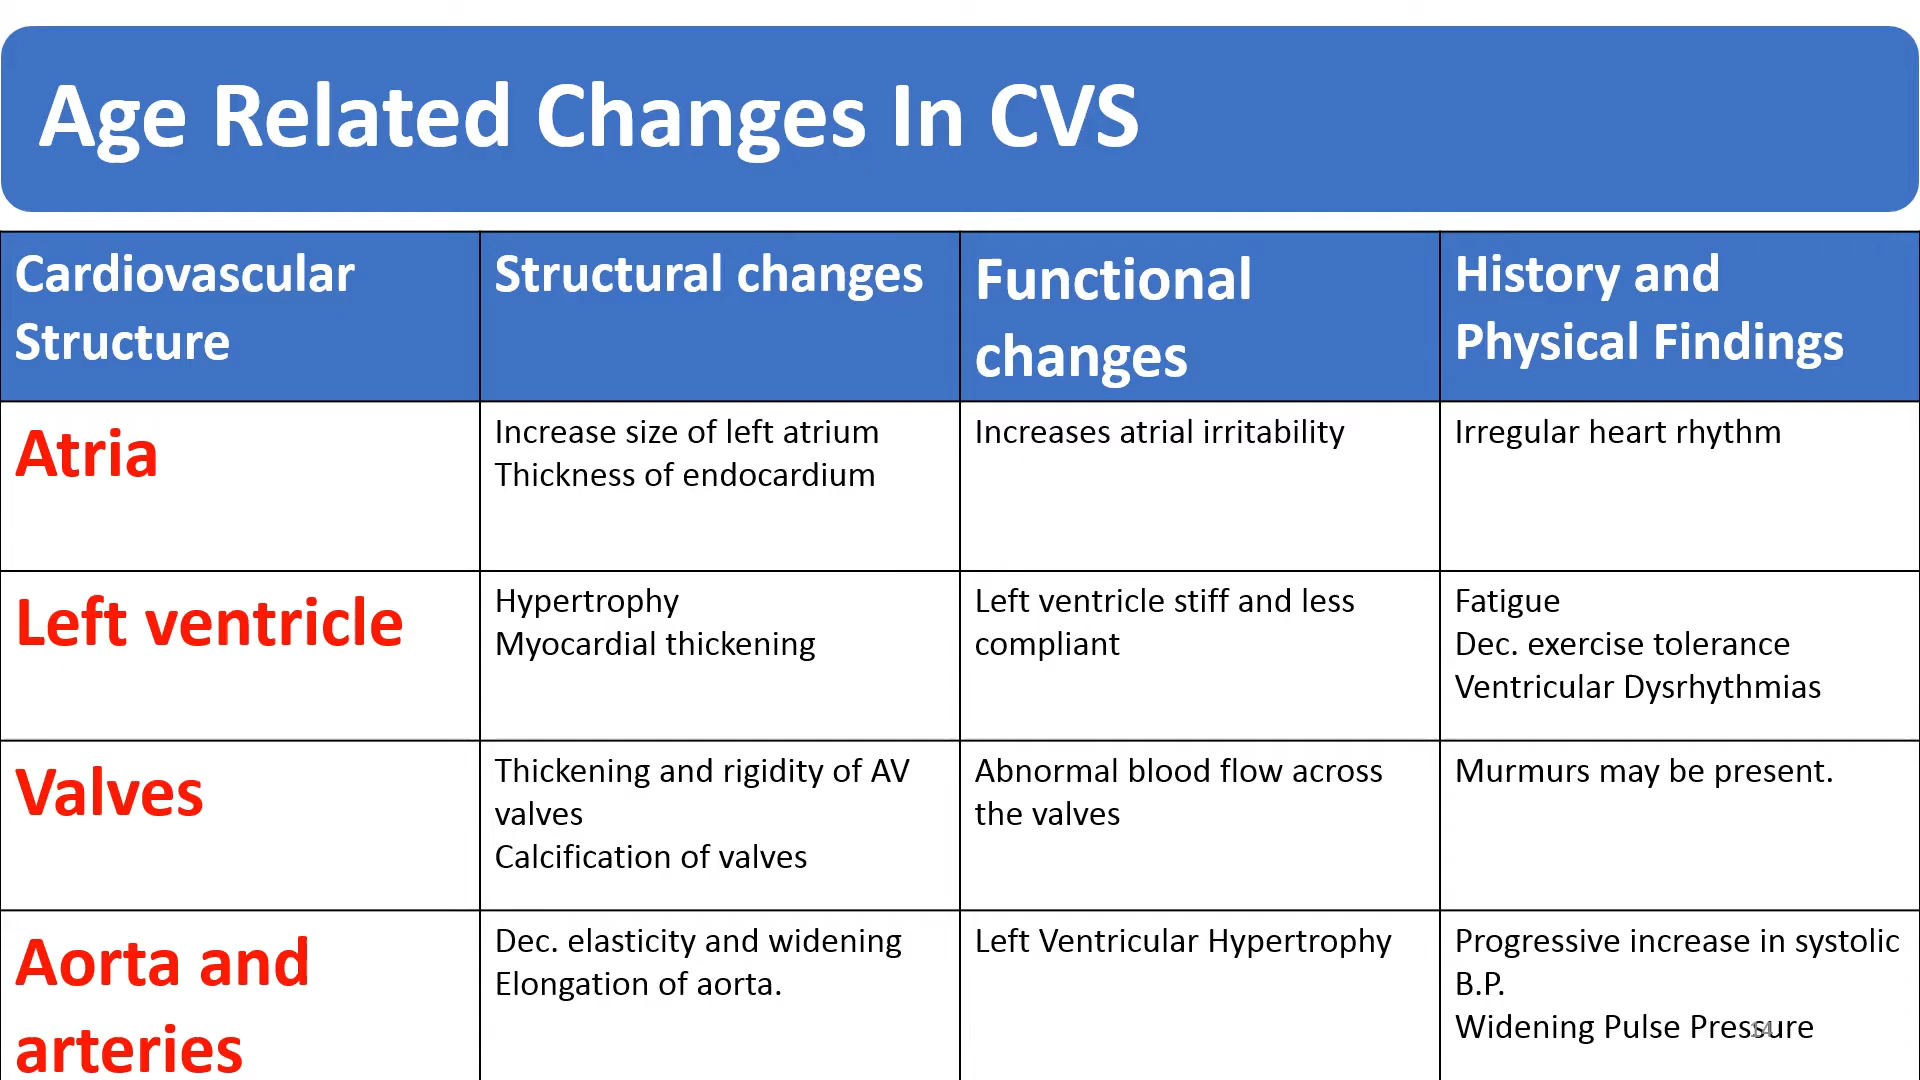 Age Related Changes In CVS
Cardiovascular
Structure
Structural changes
Functional
changes
History and
Physical Findings
Atria
Increase size of left atrium
Thickness of endocardium
Increases atrial irritability
Irregular heart rhythm
Left ventricle
Hypertrophy
Myocardial thickening
Left ventricle stiff and less
compliant
Fatigue
Dec. exercise tolerance
Ventricular Dysrhythmias
Valves
Thickening and rigidity of AV
valves
Calcification of valves
Abnormal blood flow across
the valves
Murmurs may be present.
Aorta and
arteries
Dec. elasticity and widening
Elongation of aorta.
Left Ventricular Hypertrophy
Progressive increase in systolic
B.P.
Widening Pulse Pressure
14